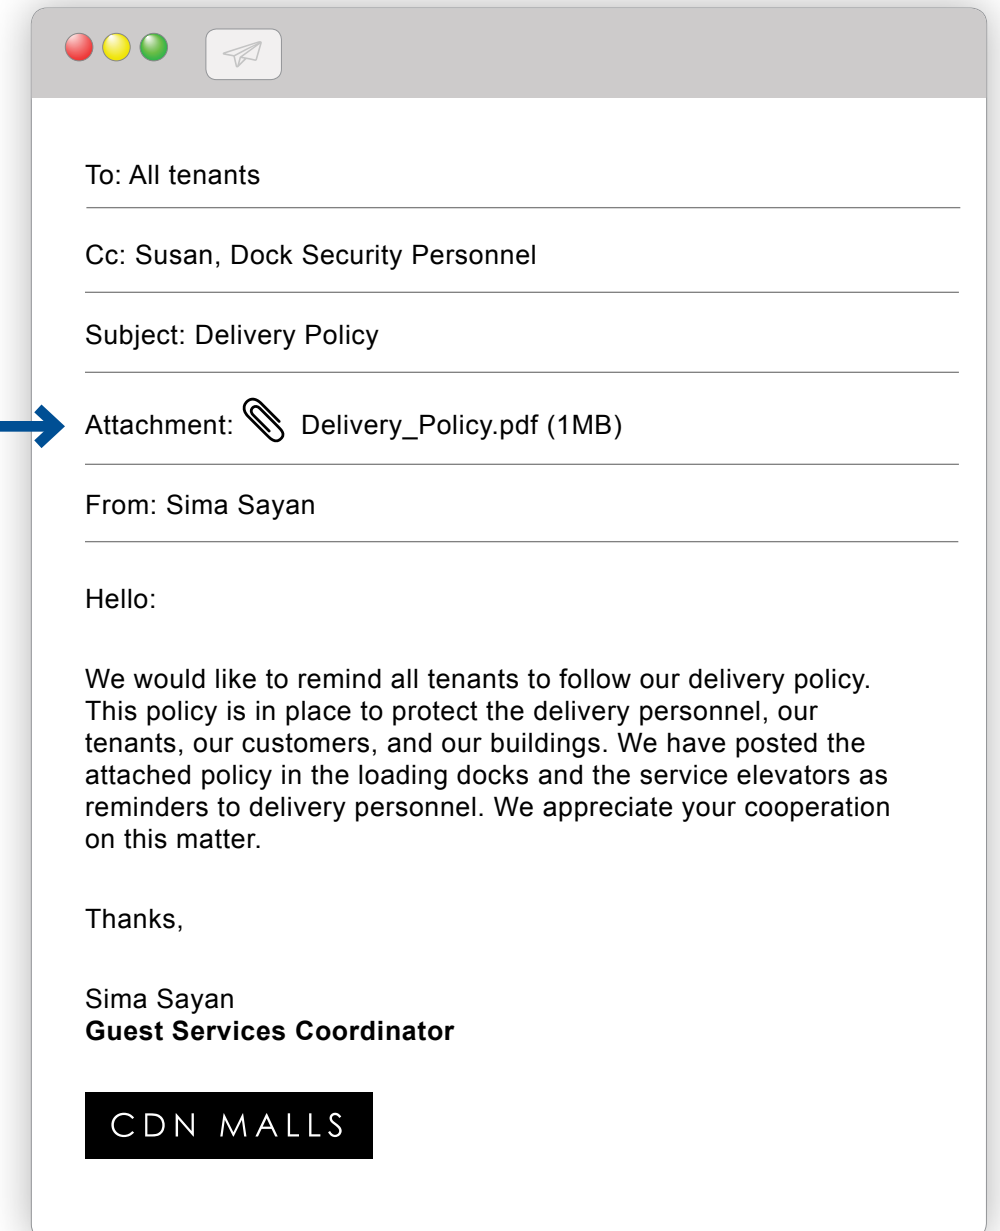 To: All tenants
Cc: Susan, Dock Security Personnel
Subject: Delivery Policy
Attachment: Delivery_Policy.pdf (1MB)
From: Sima Sayan
Hello:
We would like to remind all tenants to follow our delivery policy.
This policy is in place to protect the delivery personnel, our
tenants, our customers, and our buildings. We have posted the
attached policy in the loading docks and the service elevators as
reminders to delivery personnel. We appreciate your cooperation
on this matter.
Thanks,
Sima Sayan
Guest Services Coordinator
CDN MALLS